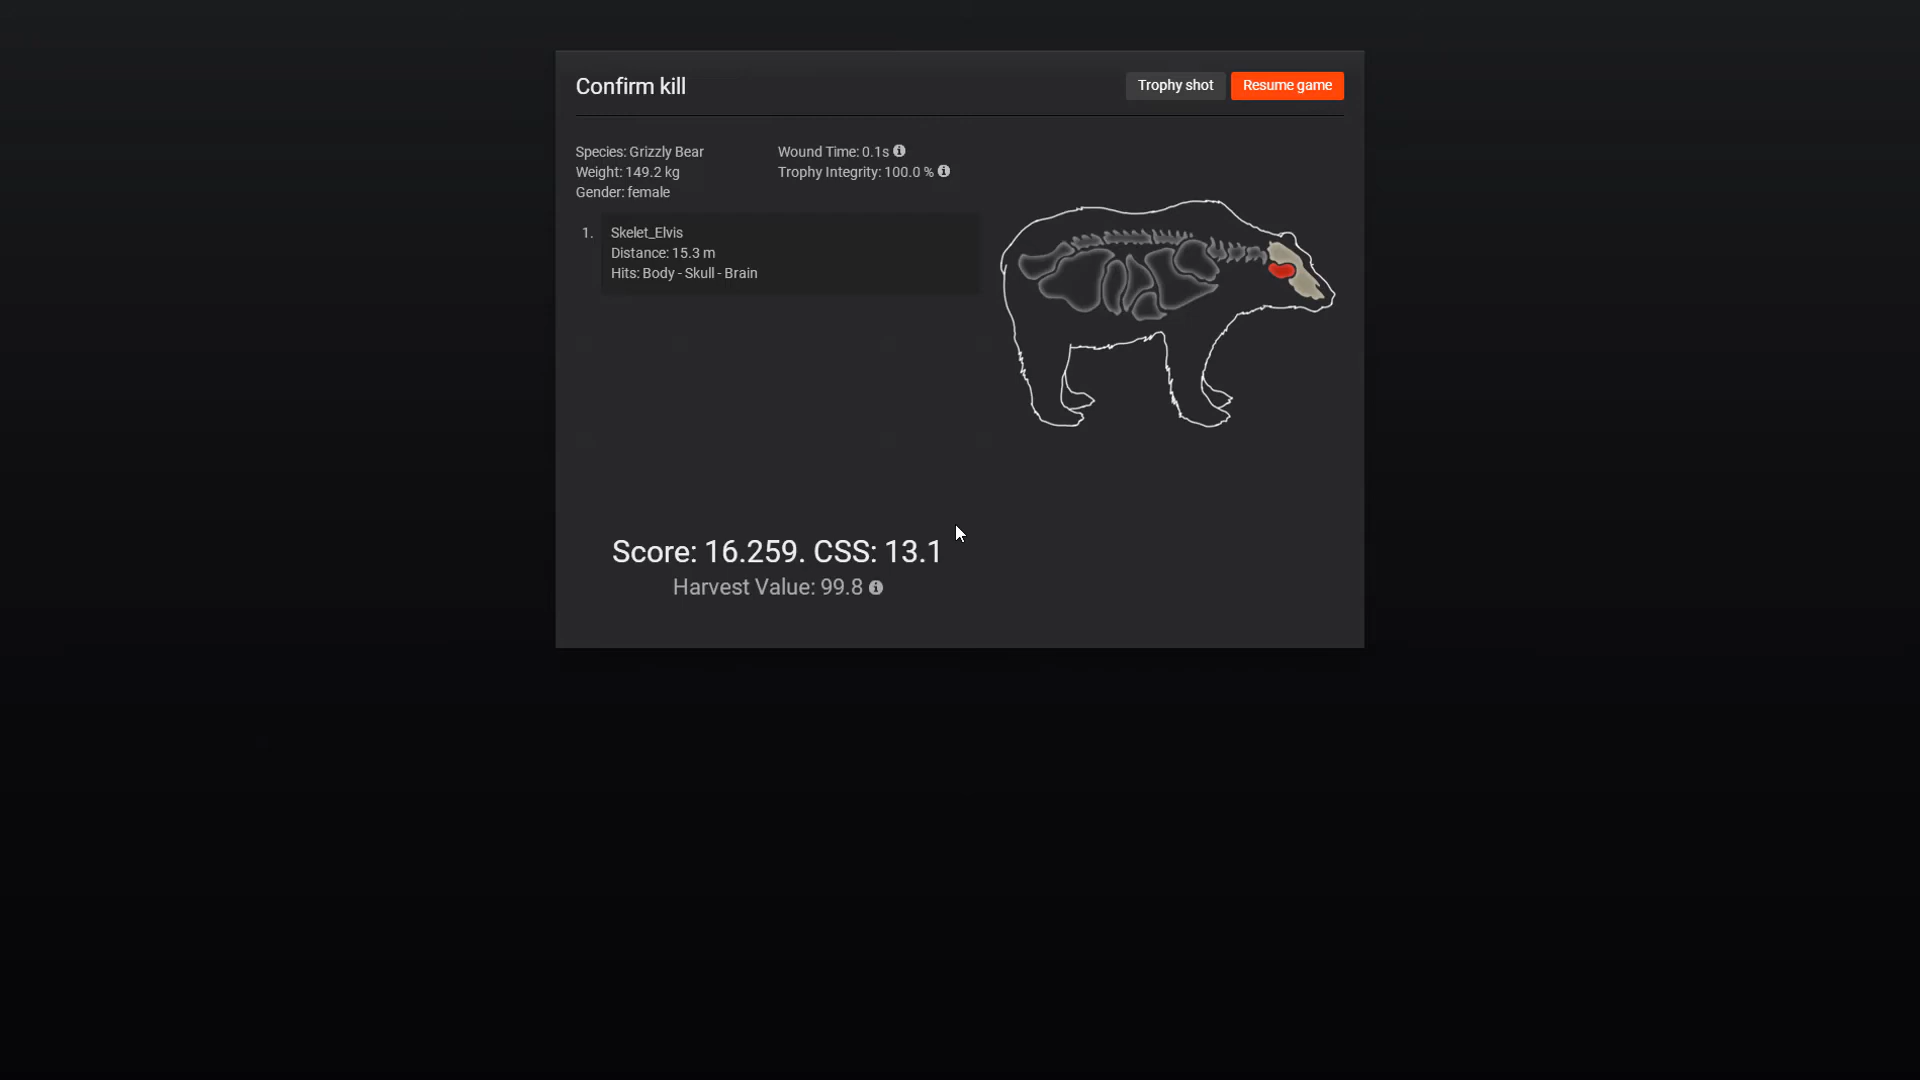 Confirm kill
Trophy shot
Resume game
Species: Grizzly Bear
Weight: 149.2 kg
Gender: female
Wound Time: 0.1s
Trophy Integrity: 100.0 %
1.
Skelet_Elvis
Distance: 15.3 m
Hits: Body - Skull - Brain
Score: 16.259. CSS: 13.1
Harvest Value: 99.8